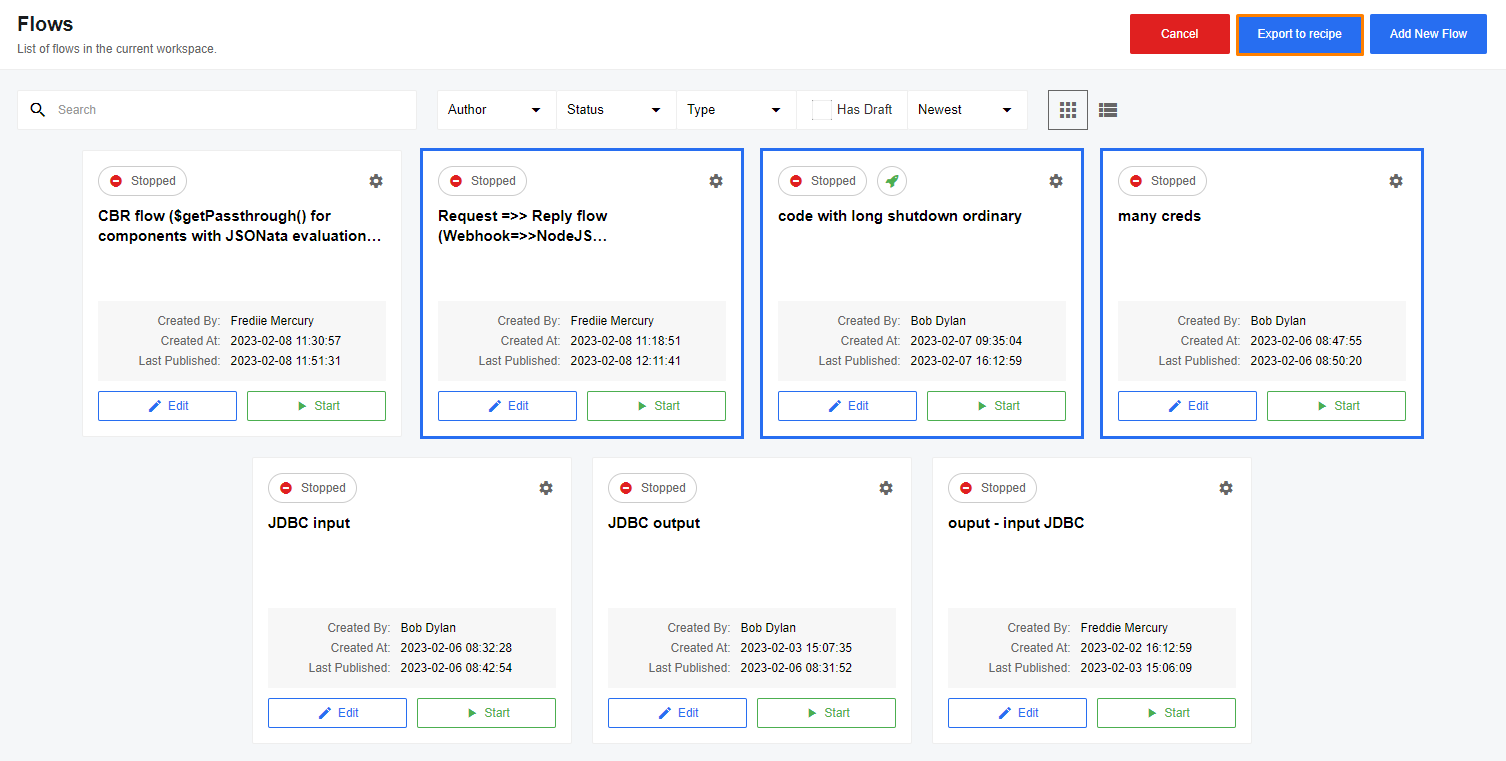 Flows
List of flows in the current workspace.
Cancel
Export to recipe
Add New Flow
Search
Author
Status
Type
Has Draft
Newest
Stopped
CBR flow ($getPassthrough() for
components with JSONata evaluation…
Created By: Frediie Mercury
Created At: 2023-02-08 11:30:57
Last Published: 2023-02-08 11:51:31
Edit
Start
Stopped
Request =>> Reply flow
(Webhook=>>NodeJS…
Created By: Frediie Mercury
Created At: 2023-02-08 11:18:51
Last Published: 2023-02-08 12:11:41
Edit
Start
Stopped
code with long shutdown ordinary
Created By: Bob Dylan
Created At: 2023-02-07 09:35:04
Last Published: 2023-02-07 16:12:59
Edit
Start
Stopped
many creds
Created By: Bob Dylan
Created At: 2023-02-06 08:47:55
Last Published: 2023-02-06 08:50:20
Edit
Start
Stopped
JDBC input
Created By: Bob Dylan
Created At: 2023-02-06 08:32:28
Last Published: 2023-02-06 08:42:54
Edit
Start
Stopped
JDBC output
Created By: Bob Dylan
Created At: 2023-02-03 15:07:35
Last Published: 2023-02-06 08:31:52
Edit
Start
Stopped
ouput - input JDBC
Created By: Freddie Mercury
Created At: 2023-02-02 16:12:59
Last Published: 2023-02-03 15:06:09
Edit
Start